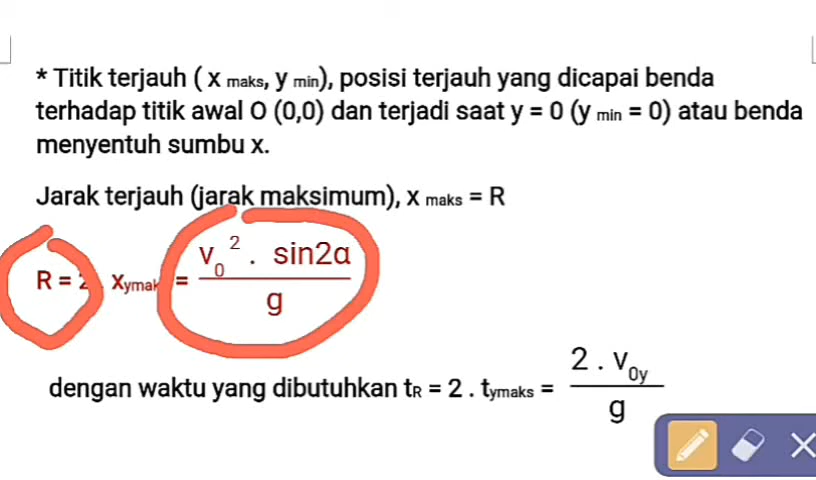 * Titik terjauh ( x maks, y min), posisi terjauh yang dicapai benda
terhadap titik awal O (0,0) dan terjadi saat y = 0 (y min = 0) atau benda
menyentuh sumbu x.
Jarak terjauh (jarak maksimum), x maks = R
R = 2 . xymak = v₀² . sin2α / g
dengan waktu yang dibutuhkan tR = 2 . tymaks = 2 . v₀y / g